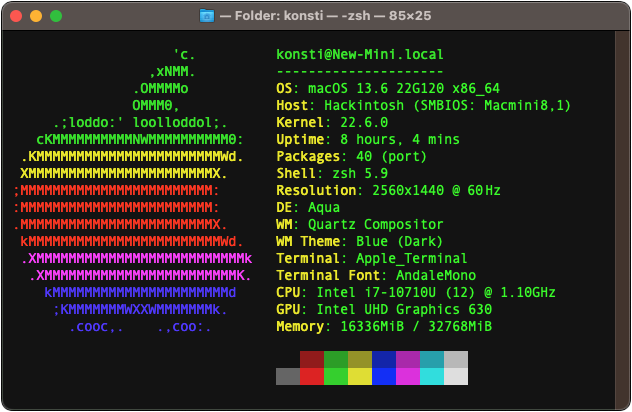 — Folder: konsti — -zsh — 85×25
'c.          konsti@New-Mini.local
,xNMM.       ---------------------
.OMMMMo        OS: macOS 13.6 22G120 x86_64
OMMM0,         Host: Hackintosh (SMBIOS: Macmini8,1)
.;loddo:' loolloddol;.      Kernel: 22.6.0
cKMMMMMMMMMMNWMMMMMMMMMM0:    Uptime: 8 hours, 4 mins
.KMMMMMMMMMMMMMMMMMMMMMMMWd.    Packages: 40 (port)
XMMMMMMMMMMMMMMMMMMMMMMMX.      Shell: zsh 5.9
;MMMMMMMMMMMMMMMMMMMMMMMM:       Resolution: 2560x1440 @ 60Hz
:MMMMMMMMMMMMMMMMMMMMMMMM:       DE: Aqua
.MMMMMMMMMMMMMMMMMMMMMMMMX.      WM: Quartz Compositor
kMMMMMMMMMMMMMMMMMMMMMMMMWd.    WM Theme: Blue (Dark)
.XMMMMMMMMMMMMMMMMMMMMMMMMMMk   Terminal: Apple_Terminal
.XMMMMMMMMMMMMMMMMMMMMMMMMK.   Terminal Font: AndaleMono
kMMMMMMMMMMMMMMMMMMMMMMd     CPU: Intel i7-10710U (12) @ 1.10GHz
;KMMMMMMMWXXWMMMMMMMk.      GPU: Intel UHD Graphics 630
.cooc,.    .,coo:.        Memory: 16336MiB / 32768MiB